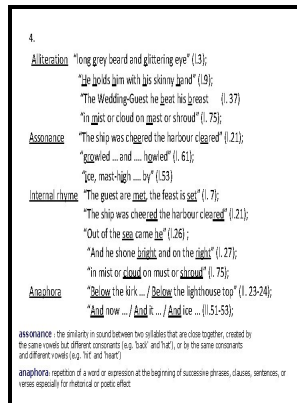 4.
Alliteration "long grey beard and glittering eye" (l.3);
"He holds him with his skinny hand" (l.9);
"The Wedding-Guest he beat his breast (l. 37)
"in mist or cloud on mast or shroud" (l. 75);
Assonance "The ship was cheered the harbour cleared" (l.21);
"growled ... and .... howled" (l. 61);
"Ice, mast-high .... by" (l.53)
Internal rhyme "The guest are met, the feast is set" (l. 7);
"The ship was cheered the harbour cleared" (l.21);
"Out of the sea came he" (l.26) ;
"And he shone bright and on the right" (l. 27);
"in mist or cloud on must or shroud" (l. 75);
Anaphora "Below the kirk ... / Below the lighthouse top" (ll. 23-24);
"And now ... / And it ... / And ice ... (ll.51-53);
assonance : the similarity in sound between two syllables that are close together, created by
the same vowels but different consonants (e.g. 'back' and 'hat'), or by the same consonants
and different vowels (e.g. 'hit' and 'heart')
anaphora: repetition of a word or expression at the beginning of successive phrases, clauses, sentences, or
verses especially for rhetorical or poetic effect